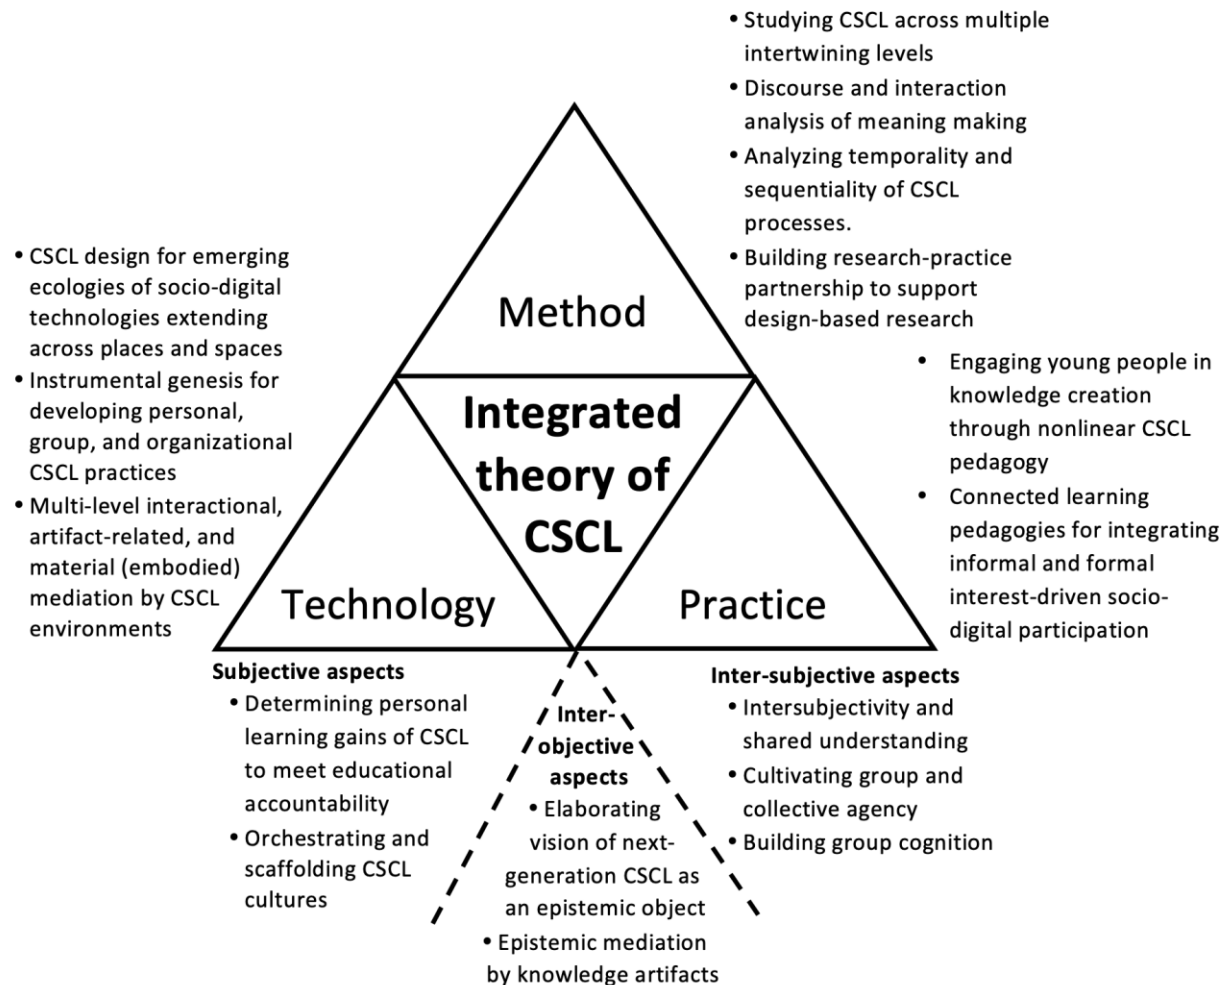 • Studying CSCL across multiple
intertwining levels
• Discourse and interaction
analysis of meaning making
• Analyzing temporality and
sequentiality of CSCL
processes.
• Building research-practice
partnership to support
design-based research
Method
• CSCL design for emerging
ecologies of socio-digital
technologies extending
across places and spaces
• Instrumental genesis for
developing personal,
group, and organizational
CSCL practices
• Multi-level interactional,
artifact-related, and
material (embodied)
mediation by CSCL
environments
Integrated
theory of
CSCL
• Engaging young people in
knowledge creation
through nonlinear CSCL
pedagogy
• Connected learning
pedagogies for integrating
informal and formal
interest-driven socio-
digital participation
Technology
Practice
Subjective aspects
• Determining personal
learning gains of CSCL
to meet educational
accountability
• Orchestrating and
scaffolding CSCL
cultures
Inter-
objective
aspects
• Elaborating
vision of next-
generation CSCL as
an epistemic object
• Epistemic mediation
by knowledge artifacts
Inter-subjective aspects
• Intersubjectivity and
shared understanding
• Cultivating group and
collective agency
• Building group cognition